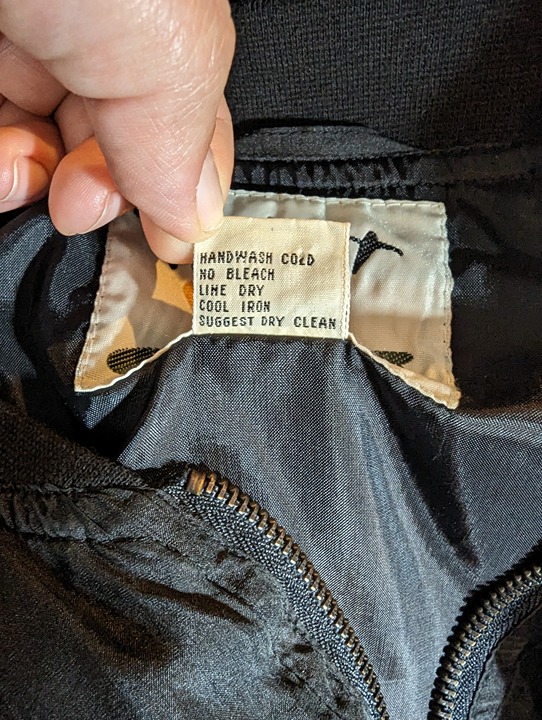 HANDWASH COLD
NO BLEACH
LINE DRY
COOL IRON
SUGGEST DRY CLEAN